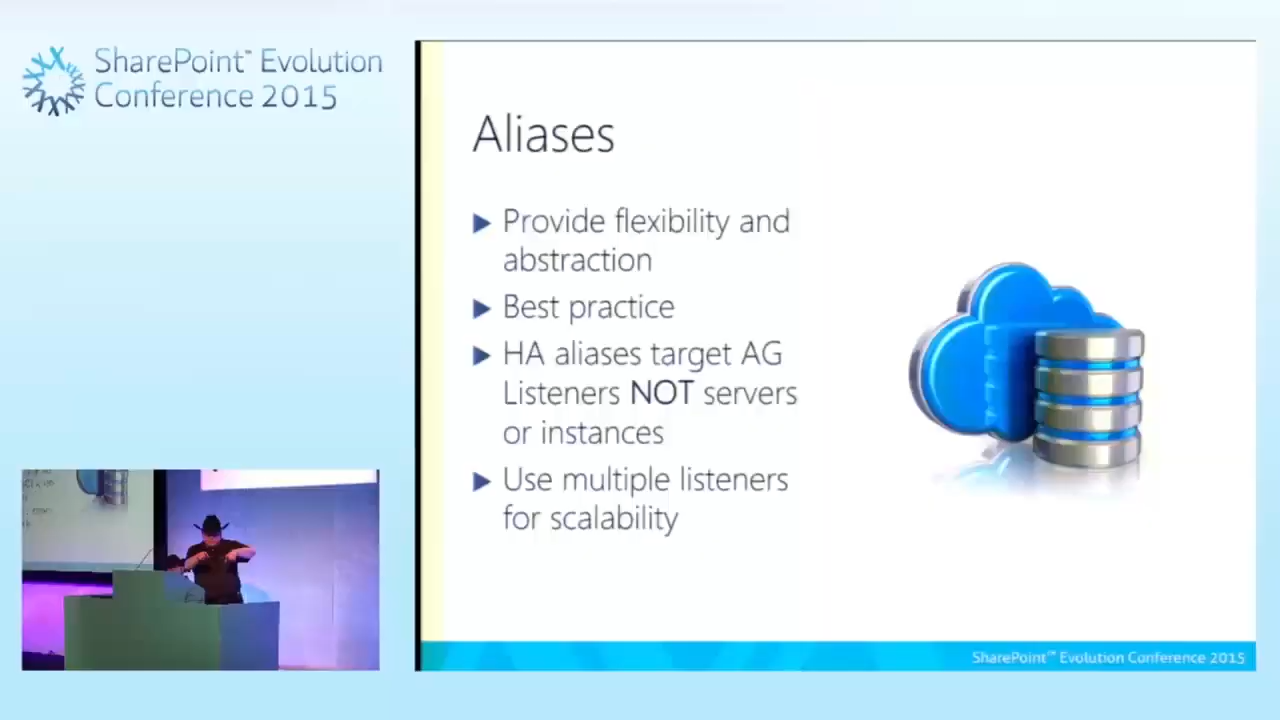 SharePoint™ Evolution
Conference 2015
Aliases
Provide flexibility and
abstraction
Best practice
HA aliases target AG
Listeners NOT servers
or instances
Use multiple listeners
for scalability
SharePoint™ Evolution Conference 2015